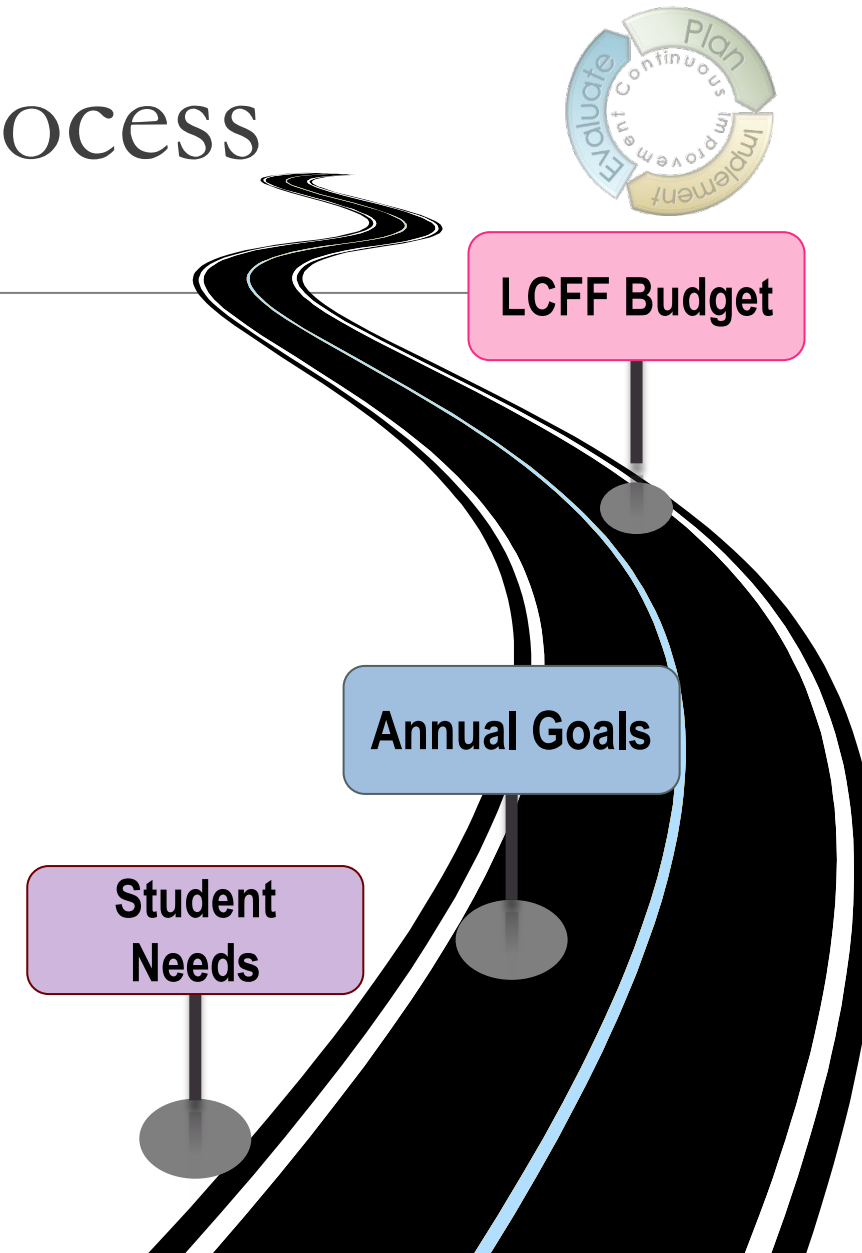 ocess
Plan
Implement
Evaluate
Continuous Improvement
LCFF Budget
Annual Goals
Student
Needs